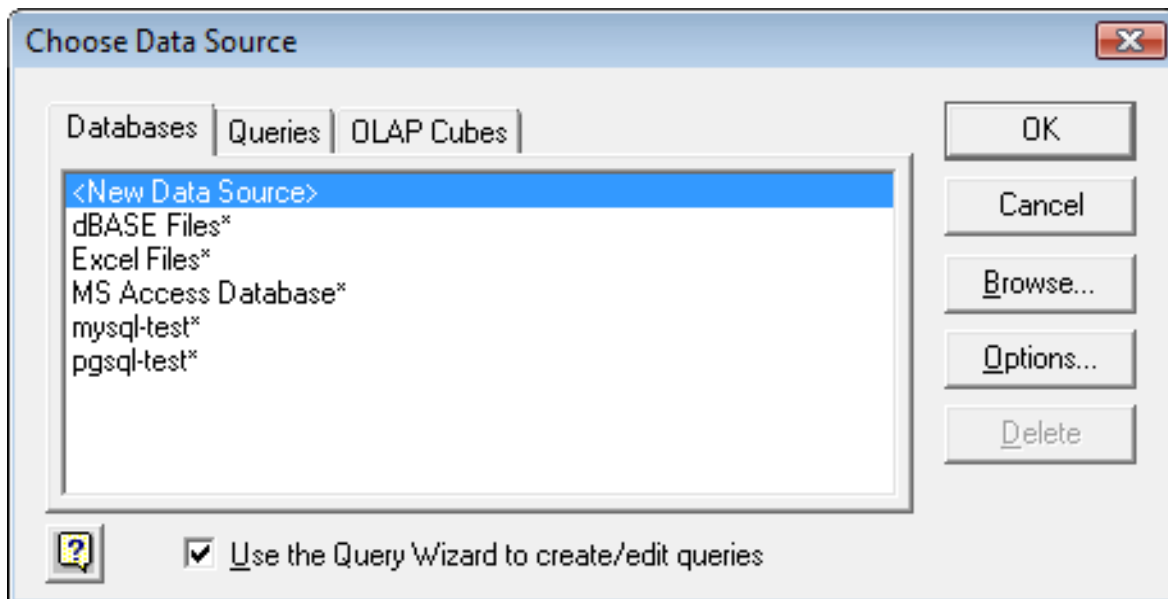 Choose Data Source
Databases Queries OLAP Cubes
<New Data Source>
dBASE Files*
Excel Files*
MS Access Database*
mysql-test*
pgsql-test*
OK
Cancel
Browse...
Options...
Delete
? Use the Query Wizard to create/edit queries